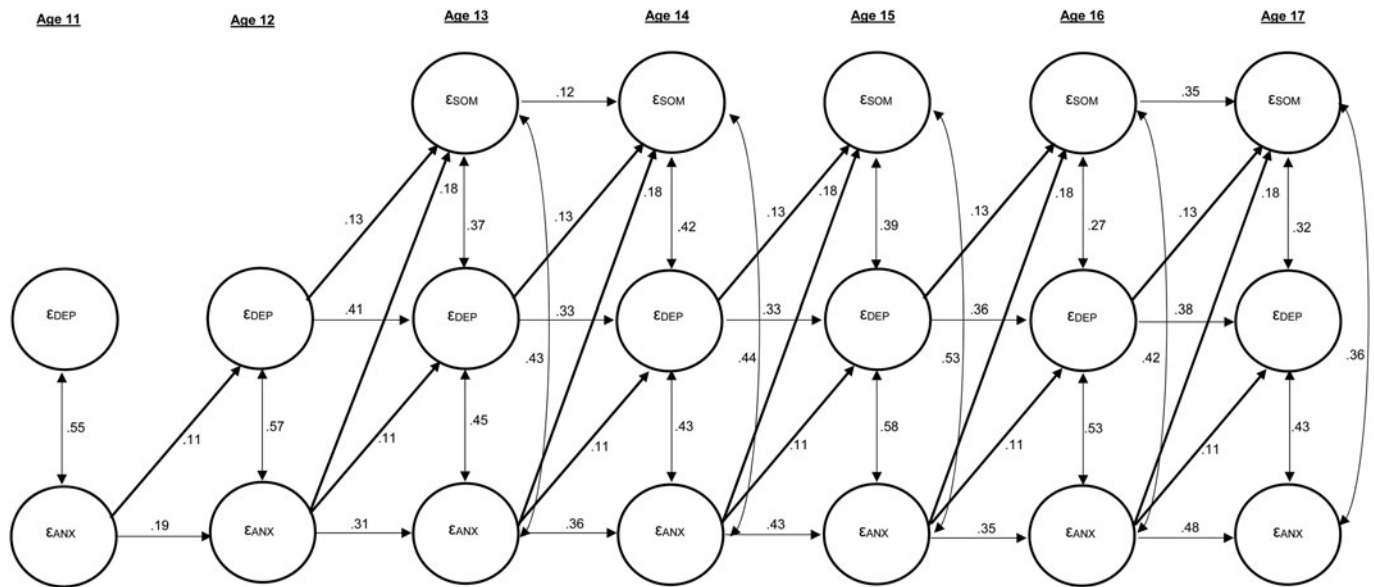 Age 11 Age 12 Age 13 Age 14 Age 15 Age 16 Age 17
εSOM .12 εSOM εSOM εSOM .35 εSOM
.18 .18 .18 .18 .18
.13 .37 .13 .42 .13 .39 .13 .27 .13 .32
εDEP εDEP .41 εDEP .33 εDEP .33 εDEP .36 εDEP .38 εDEP
.43 .44 .53 .42 .36
.55 .11 .57 .11 .45 .11 .43 .11 .58 .11 .53 .11 .43
εANX .19 εANX .31 εANX .36 εANX .43 εANX .35 εANX .48 εANX